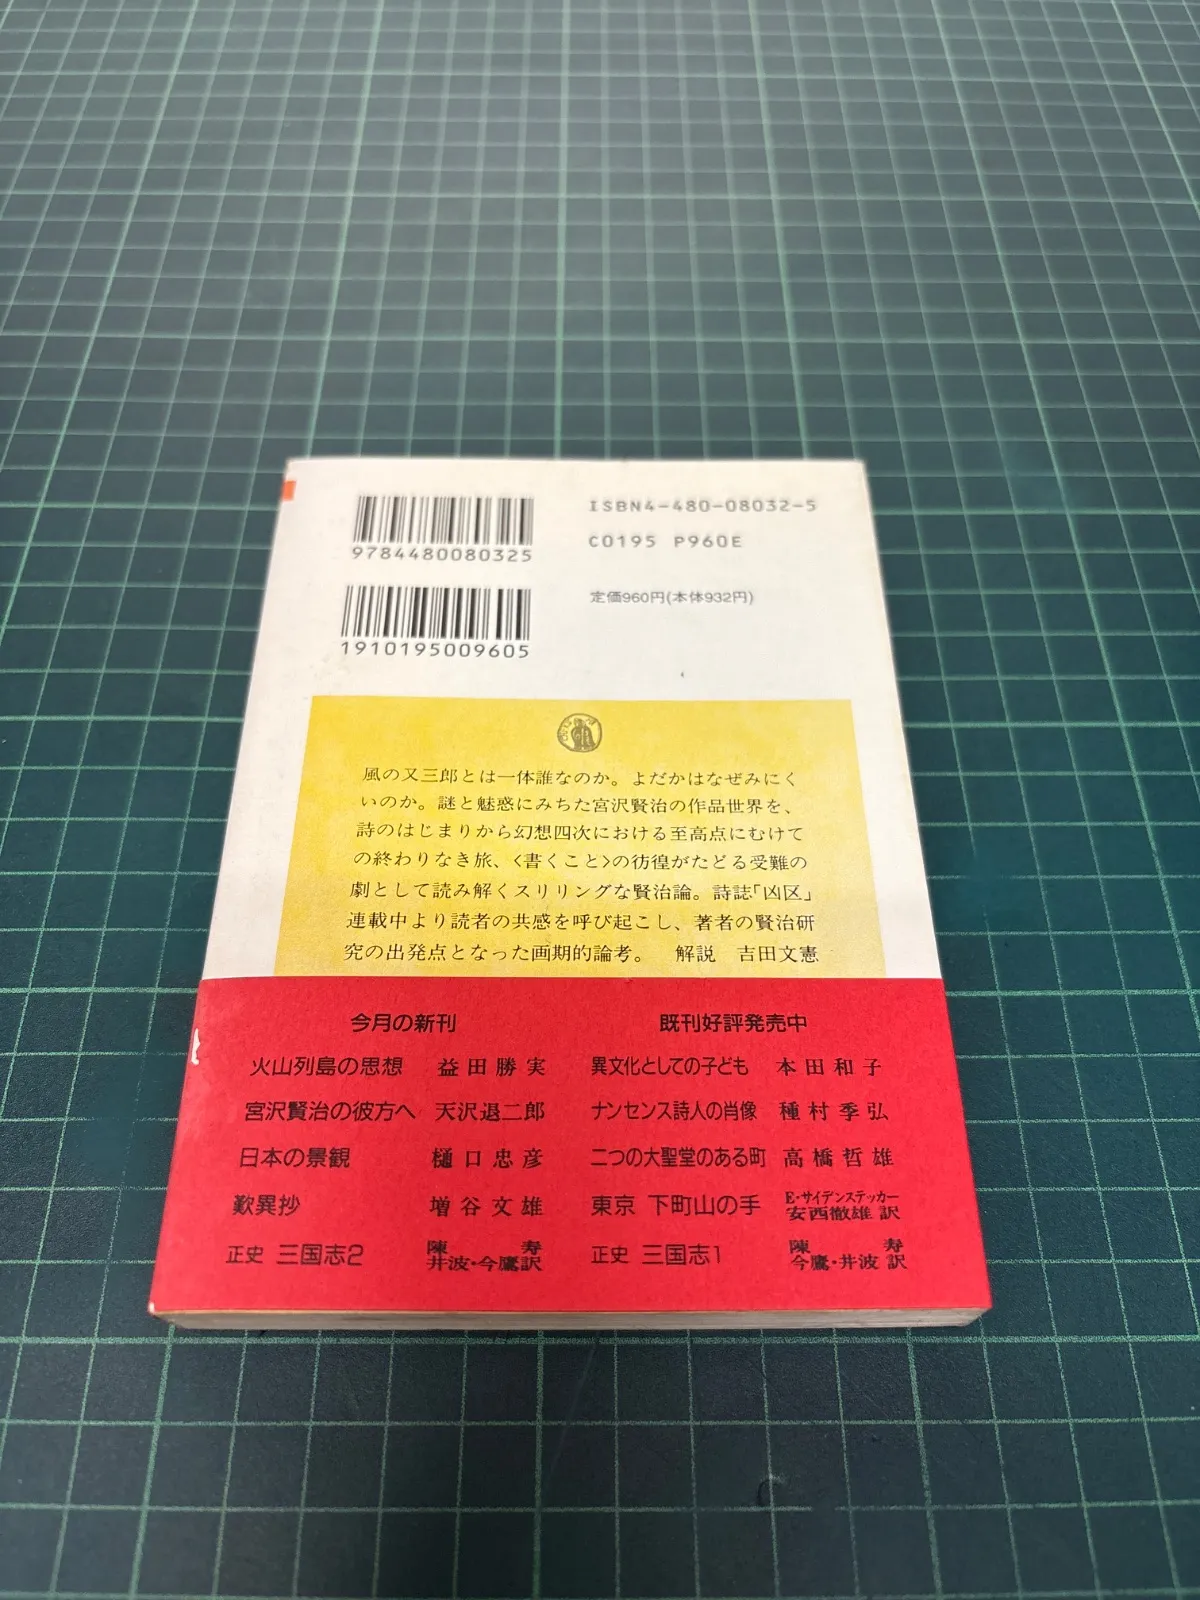 9784480080325
1910195009605
ISBN4-480-08032-5
C0195 P960E
定価960円(本体932円)
風の又三郎とは一体誰なのか。よだかはなぜみにく
いのか。謎と魅惑にみちた宮沢賢治の作品世界を、
詩のはじまりから幻想四次における至高点にむけて
の終わりなき旅、〈書くこと〉の彷徨がたどる受難の
劇として読み解くスリリングな賢治論。詩誌「凶区」
連載中より読者の共感を呼び起こし、著者の賢治研
究の出発点となった画期的論考。 解説 吉田文憲
今月の新刊
火山列島の思想 益田勝実
宮沢賢治の彼方へ 天沢退二郎
日本の景観 樋口忠彦
歎異抄 増谷文雄
正史 三国志2 陳寿 井波・今鷹訳
既刊好評発売中
異文化としての子ども 本田和子
ナンセンス詩人の肖像 種村季弘
二つの大聖堂のある町 高橋哲雄
東京 下町山の手 E・サイデンステッカー 安西徹雄 訳
正史 三国志1 陳寿 今鷹・井波 訳